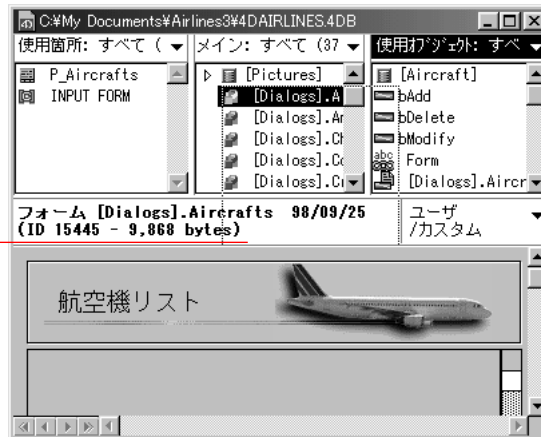 C:¥My Documents¥Airlines3¥4DAIRLINES.4DB
使用箇所: すべて (
メイン: すべて (37
使用ｵﾌﾞｼﾞｪｸﾄ: すべ
P_Aircrafts
INPUT FORM
[Pictures]
[Dialogs].A
[Dialogs].Ar
[Dialogs].Ch
[Dialogs].Co
[Dialogs].Cu
[Aircraft]
bAdd
bDelete
bModify
abc
Form
[Dialogs].Aircr
フォーム [Dialogs].Aircrafts 98/09/25
(ID 15445 - 9,868 bytes)
ユーザ
/カスタム
航空機リスト